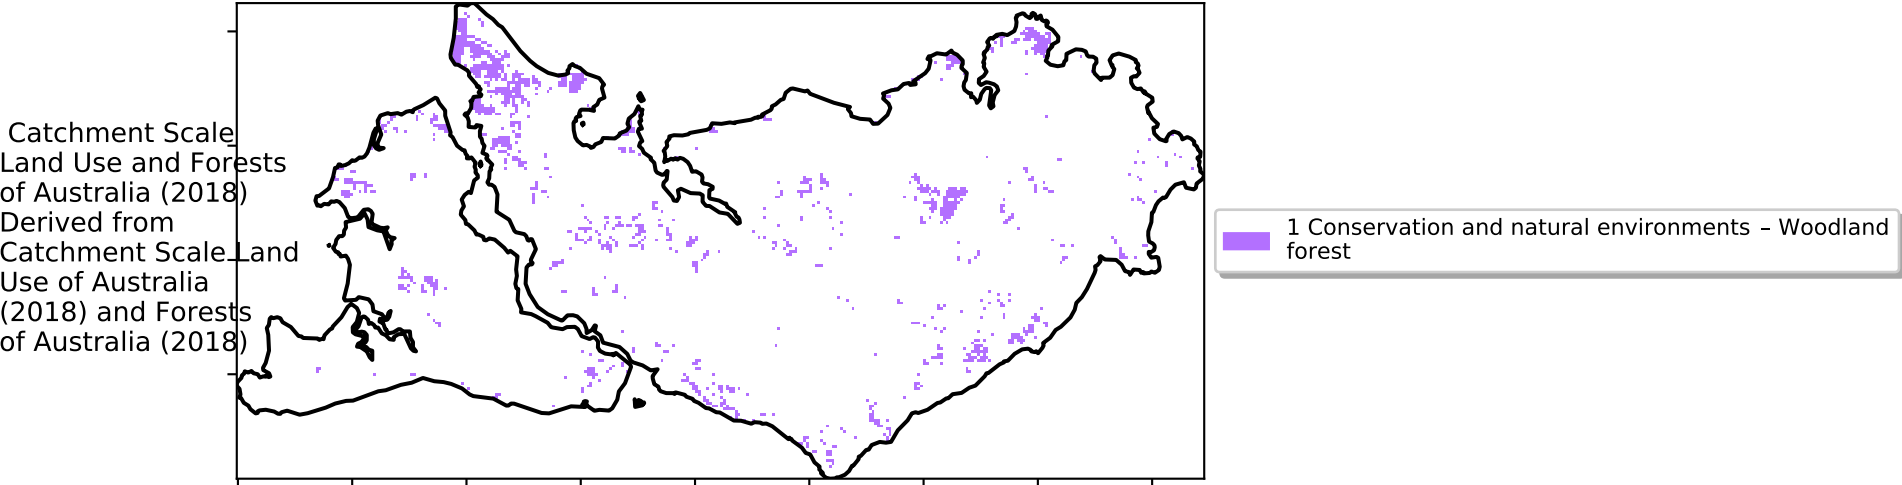 Catchment Scale
Land Use and Forests
of Australia (2018)
Derived from
Catchment Scale Land
Use of Australia
(2018) and Forests
of Australia (2018)
1 Conservation and natural environments – Woodland
forest